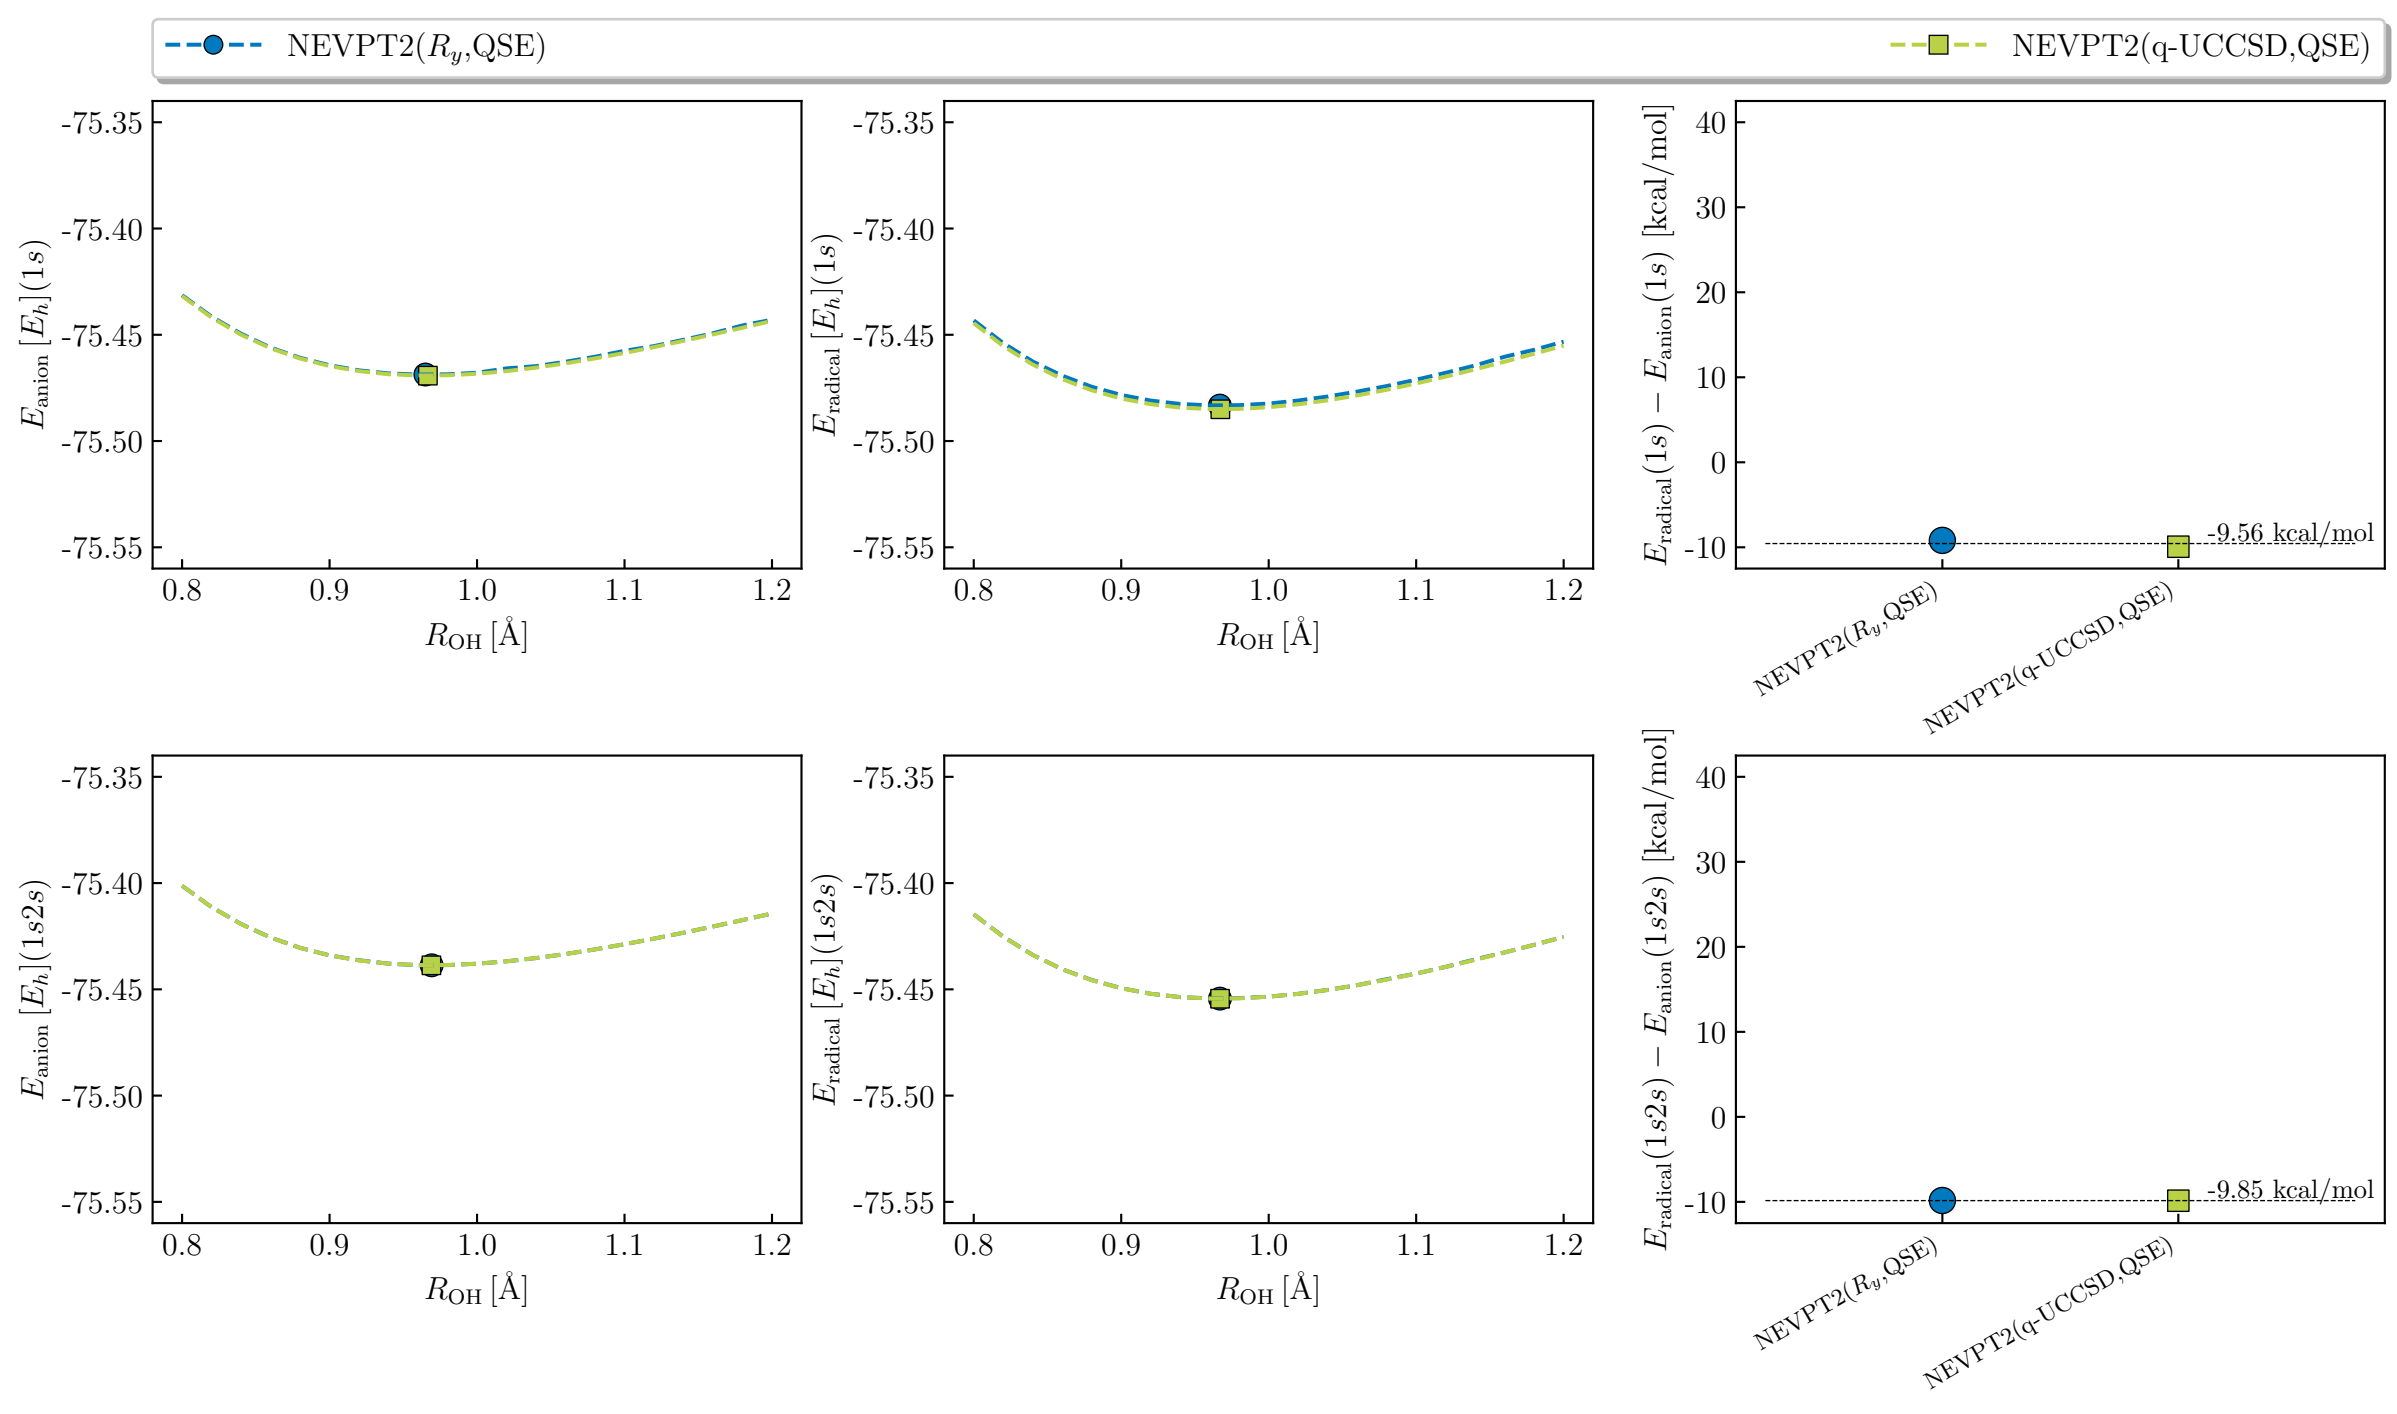 NEVPT2(R_y,QSE)
NEVPT2(q-UCCSD,QSE)
E_anion [E_h](1s)
-75.35
-75.40
-75.45
-75.50
-75.55
0.8 0.9 1.0 1.1 1.2
R_OH [Å]
E_radical [E_h](1s)
-75.35
-75.40
-75.45
-75.50
-75.55
0.8 0.9 1.0 1.1 1.2
R_OH [Å]
E_radical(1s) − E_anion(1s) [kcal/mol]
40
30
20
10
0
-10
-9.56 kcal/mol
NEVPT2(R_y,QSE)
NEVPT2(q-UCCSD,QSE)
E_anion [E_h](1s2s)
-75.35
-75.40
-75.45
-75.50
-75.55
0.8 0.9 1.0 1.1 1.2
R_OH [Å]
E_radical [E_h](1s2s)
-75.35
-75.40
-75.45
-75.50
-75.55
0.8 0.9 1.0 1.1 1.2
R_OH [Å]
E_radical(1s2s) − E_anion(1s2s) [kcal/mol]
40
30
20
10
0
-10
-9.85 kcal/mol
NEVPT2(R_y,QSE)
NEVPT2(q-UCCSD,QSE)